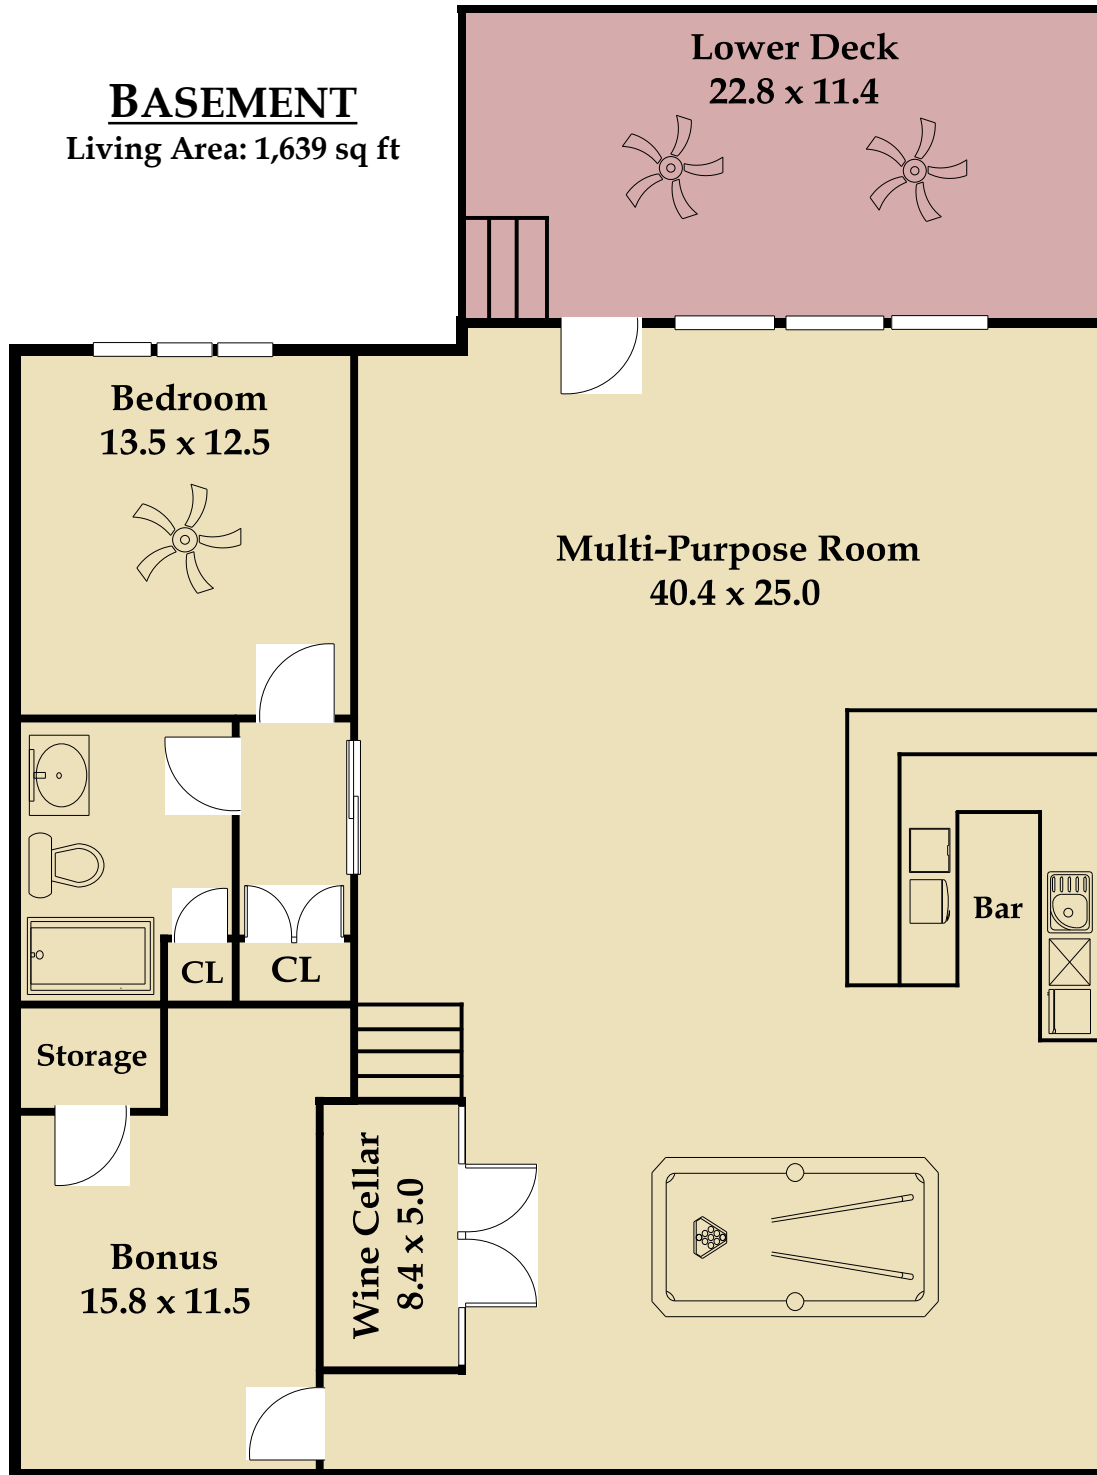 BASEMENT
Living Area: 1,639 sq ft
Lower Deck
22.8 x 11.4
Bedroom
13.5 x 12.5
Multi-Purpose Room
40.4 x 25.0
Bar
CL
CL
Storage
Wine Cellar
8.4 x 5.0
Bonus
15.8 x 11.5